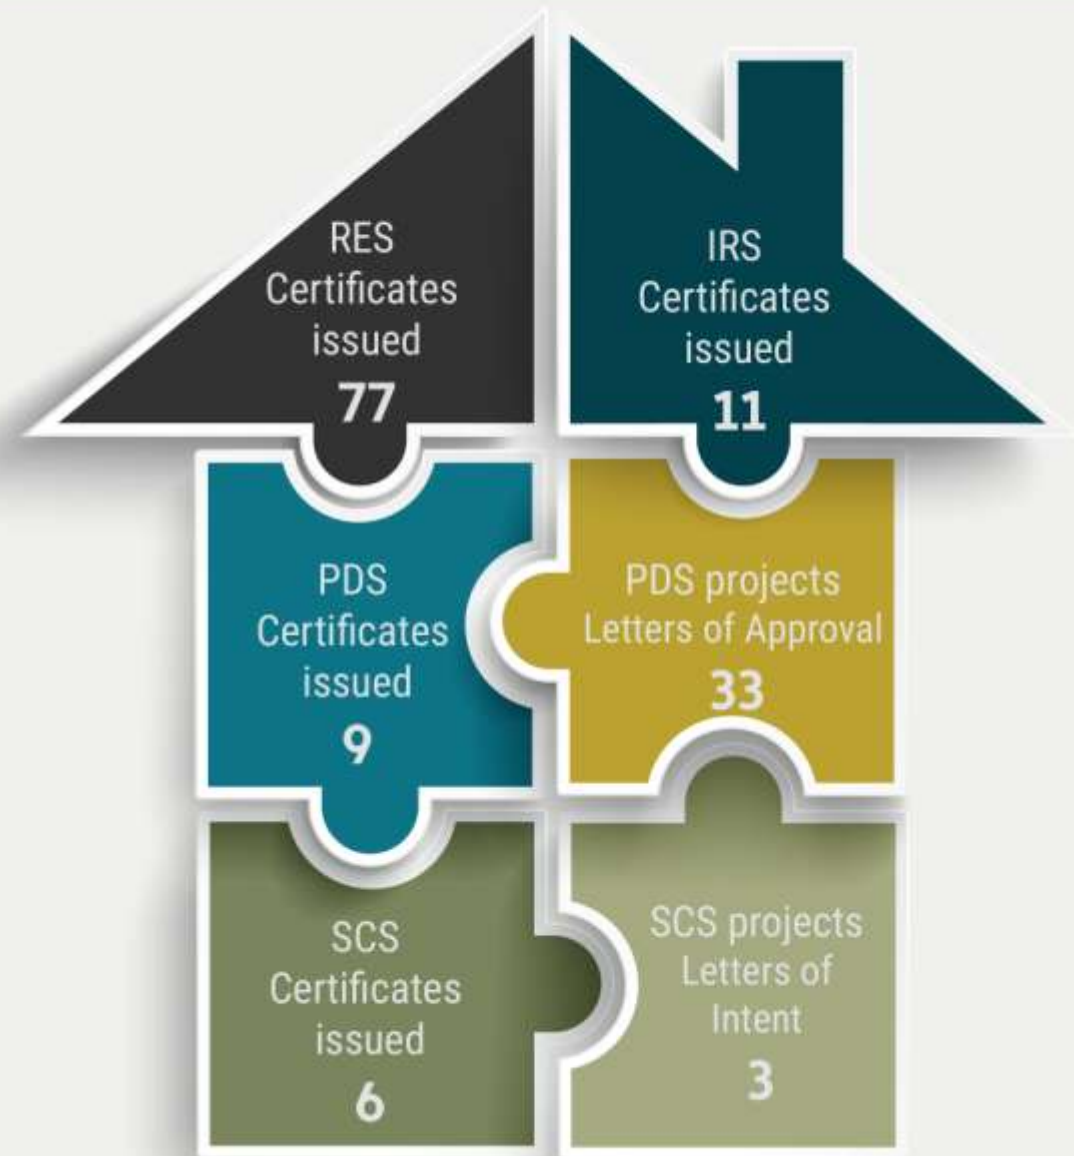 RES
Certificates
issued
77
IRS
Certificates
issued
11
PDS
Certificates
issued
9
PDS projects
Letters of Approval
33
SCS
Certificates
issued
6
SCS projects
Letters of
Intent
3